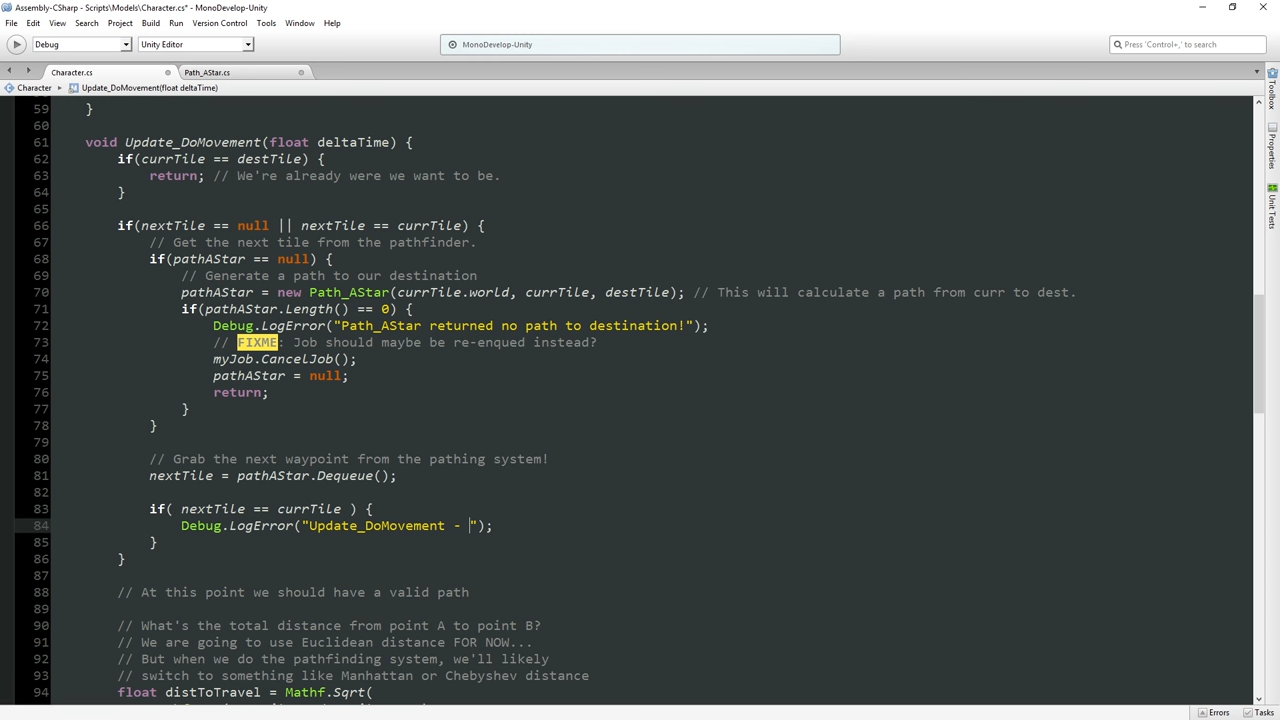 Assembly-CSharp - Scripts\Models\Character.cs* - MonoDevelop-Unity
File Edit View Search Project Build Run Version Control Tools Window Help
Debug Unity Editor MonoDevelop-Unity Press 'Control+,' to search
Character.cs Path_AStar.cs
Character Update_DoMovement(float deltaTime)
59 }
60
61 void Update_DoMovement(float deltaTime) {
62 if(currTile == destTile) {
63 return; // We're already were we want to be.
64 }
65
66 if(nextTile == null || nextTile == currTile) {
67 // Get the next tile from the pathfinder.
68 if(pathAStar == null) {
69 // Generate a path to our destination
70 pathAStar = new Path_AStar(currTile.world, currTile, destTile); // This will calculate a path from curr to dest.
71 if(pathAStar.Length() == 0) {
72 Debug.LogError("Path_AStar returned no path to destination!");
73 // FIXME: Job should maybe be re-enqued instead?
74 myJob.CancelJob();
75 pathAStar = null;
76 return;
77 }
78 }
79
80 // Grab the next waypoint from the pathing system!
81 nextTile = pathAStar.Dequeue();
82
83 if( nextTile == currTile ) {
84 Debug.LogError("Update_DoMovement - ");
85 }
86 }
87
88 // At this point we should have a valid path
89
90 // What's the total distance from point A to point B?
91 // We are going to use Euclidean distance FOR NOW...
92 // But when we do the pathfinding system, we'll likely
93 // switch to something like Manhattan or Chebyshev distance
94 float distToTravel = Mathf.Sqrt(
Toolbox
Properties
Unit Tests
Errors Tasks